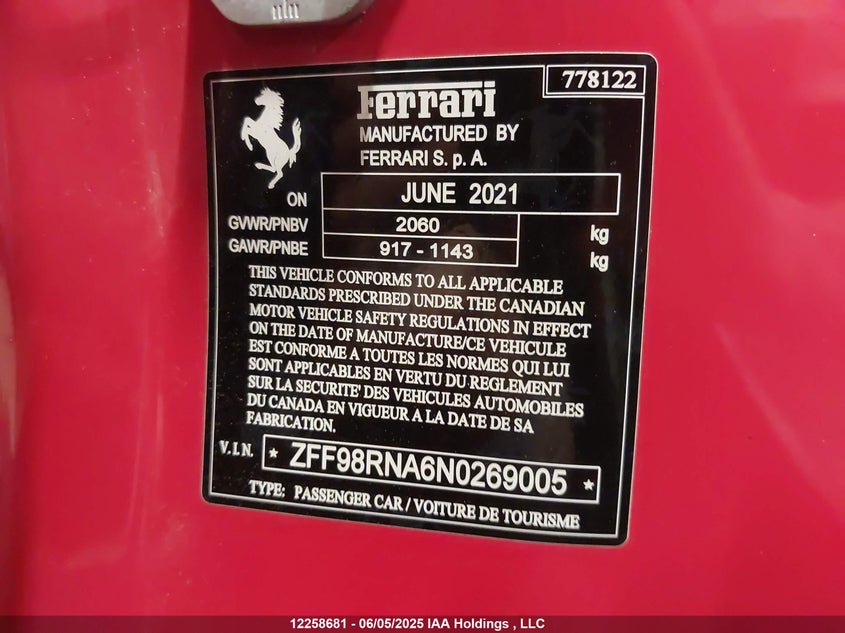 778122
Ferrari
MANUFACTURED BY
FERRARI S. p. A.
ON JUNE 2021
GVWR/PNBV 2060 kg
GAWR/PNBE 917 - 1143 kg
THIS VEHICLE CONFORMS TO ALL APPLICABLE
STANDARDS PRESCRIBED UNDER THE CANADIAN
MOTOR VEHICLE SAFETY REGULATIONS IN EFFECT
ON THE DATE OF MANUFACTURE/CE VEHICULE
EST CONFORME A TOUTES LES NORMES QUI LUI
SONT APPLICABLES EN VERTU DU REGLEMENT
SUR LA SECURITE' DES VEHICULES AUTOMOBILES
DU CANADA EN VIGUEUR A LA DATE DE SA
FABRICATION.
V.I.N. * ZFF98RNA6N0269005 *
TYPE: PASSENGER CAR / VOITURE DE TOURISME
12258681 - 06/05/2025 IAA Holdings , LLC